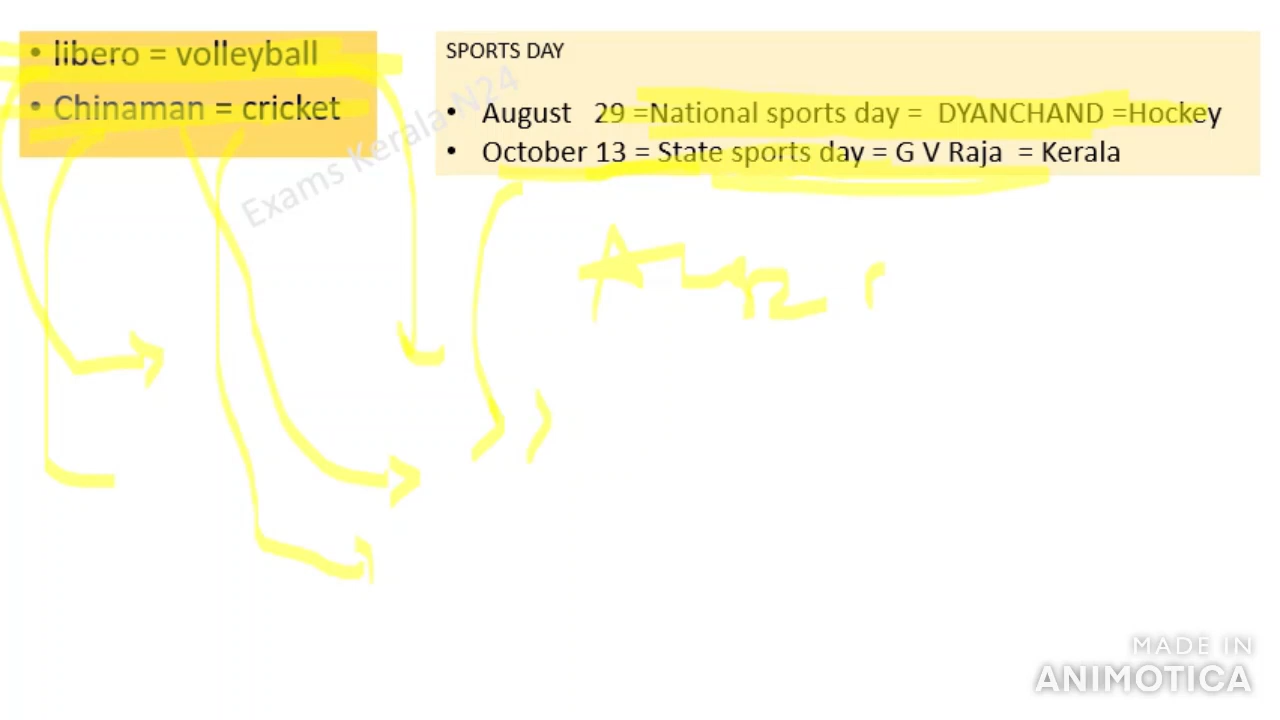 • libero = volleyball
• Chinaman = cricket
SPORTS DAY
• August 29 =National sports day = DYANCHAND =Hockey
• October 13 = State sports day = G V Raja = Kerala
Exams Kerala N24
MADE IN
ANIMOTICA